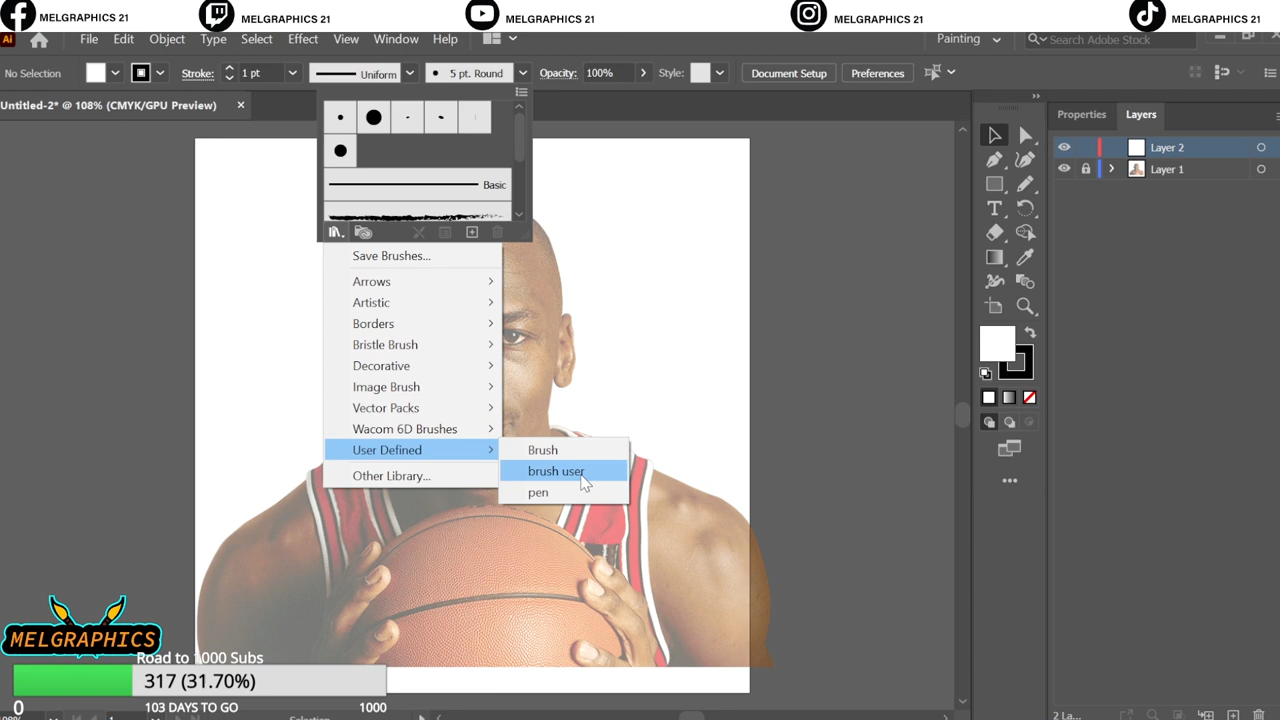 MELGRAPHICS 21
MELGRAPHICS 21
MELGRAPHICS 21
MELGRAPHICS 21
MELGRAPHICS 21
Ai File Edit Object Type Select Effect View Window Help Painting Search Adobe Stock
No Selection Stroke: 1 pt Uniform 5 pt. Round Opacity: 100% Style: Document Setup Preferences
Untitled-2* @ 108% (CMYK/GPU Preview)
Properties Layers
Layer 2
Layer 1
Basic
Save Brushes...
Arrows
Artistic
Borders
Bristle Brush
Decorative
Image Brush
Vector Packs
Wacom 6D Brushes
User Defined
Other Library...
Brush
brush user
pen
MELGRAPHICS
Road to 1000 Subs
317 (31.70%)
0 103 DAYS TO GO 1000
Selection
2 La...